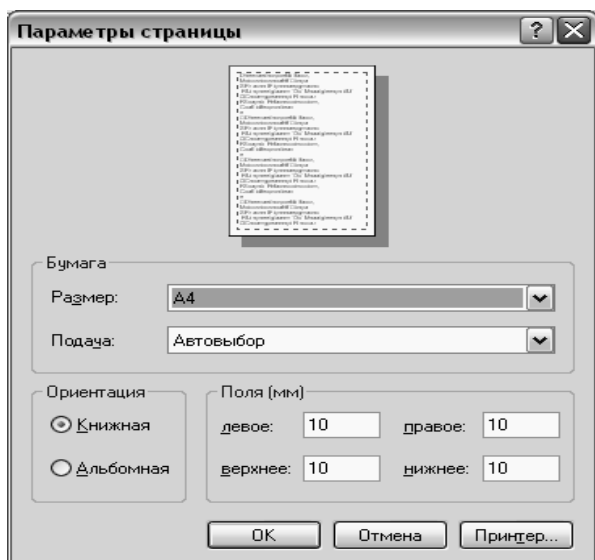 Параметры страницы
Бумага
Размер: A4
Подача: Автовыбор
Ориентация
Книжная
Альбомная
Поля (мм)
левое: 10 правое: 10
верхнее: 10 нижнее: 10
OK Отмена Принтер...